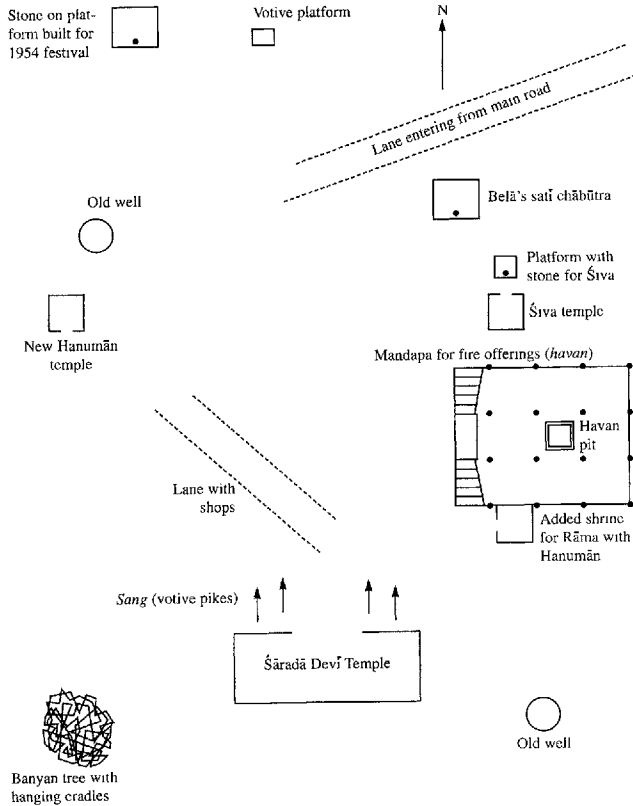 Stone on plat-
form built for
1954 festival
Votive platform
N
Lane entering from main road
Belā's satī chābūtra
Old well
Platform with
stone for Śiva
Śiva temple
New Hanumān
temple
Mandapa for fire offerings (havan)
Havan
pit
Lane with
shops
Added shrine
for Rāma with
Hanumān
Sang (votive pikes)
Śāradā Devī Temple
Old well
Banyan tree with
hanging cradles